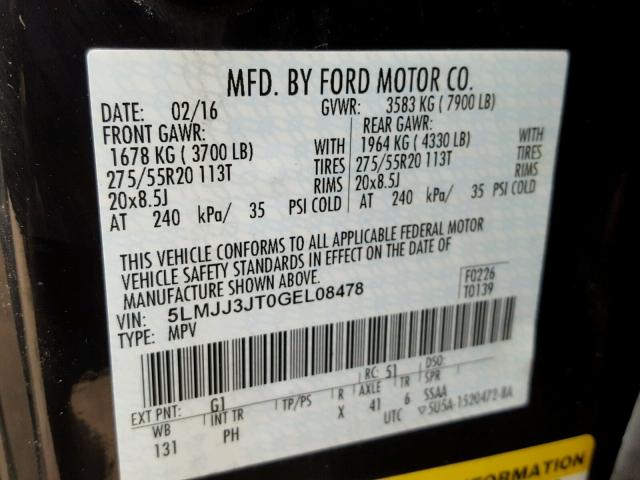 MFD. BY FORD MOTOR CO.
DATE: 02/16 GVWR: 3583 KG ( 7900 LB)
FRONT GAWR: REAR GAWR:
1678 KG ( 3700 LB) WITH 1964 KG ( 4330 LB) WITH
275/55R20 113T TIRES 275/55R20 113T TIRES
20x8.5J RIMS 20x8.5J RIMS
AT 240 kPa/ 35 PSI COLD AT 240 kPa/ 35 PSI COLD
THIS VEHICLE CONFORMS TO ALL APPLICABLE FEDERAL MOTOR
VEHICLE SAFETY STANDARDS IN EFFECT ON THE DATE OF
MANUFACTURE SHOWN ABOVE.
F0226
VIN: 5LMJJ3JT0GEL08478 T0139
TYPE: MPV
RC: 51 DSO:
EXT PNT: G1
WB INT TR TP/PS R AXLE TR SPR
131 PH X 41 6 SSAA
UTC 5U5A-1520472-BA
INFORMATION